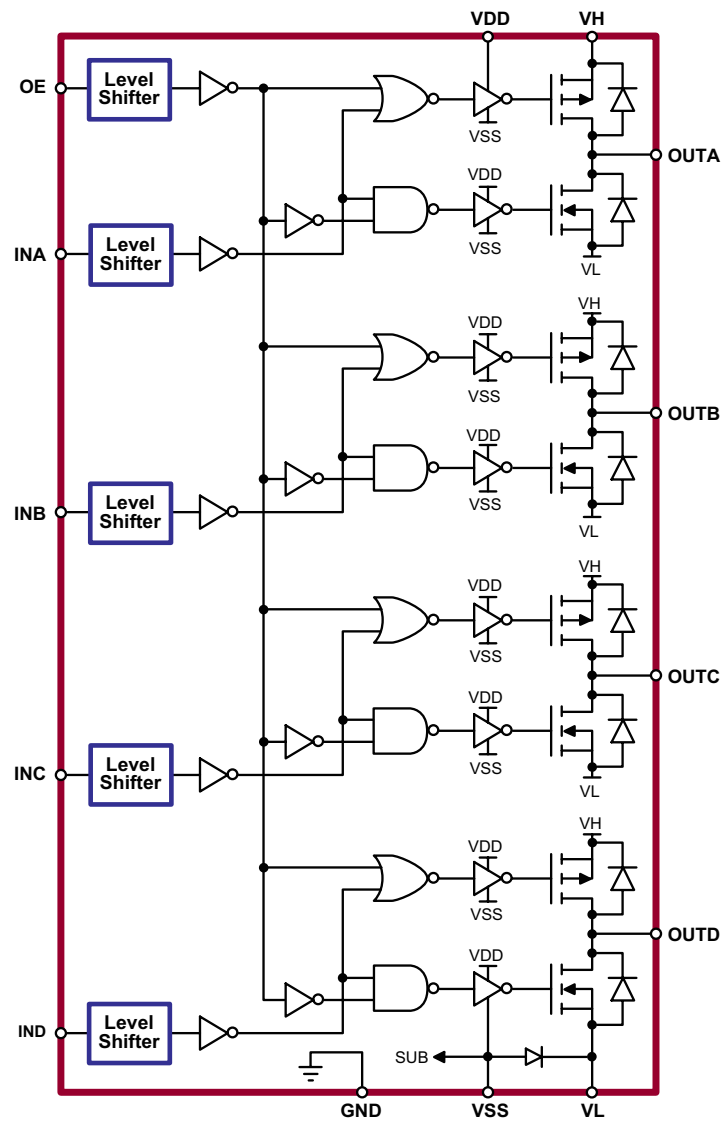 VDD VH
OE Level
Shifter
VSS
OUTA
VDD
INA Level
Shifter
VSS
VL
VH
VDD
VSS
OUTB
VDD
INB Level
Shifter
VSS
VL
VH
VDD
VSS
OUTC
VDD
INC Level
Shifter
VSS
VL
VH
VDD
VSS
OUTD
VDD
IND Level
Shifter
SUB
GND VSS VL